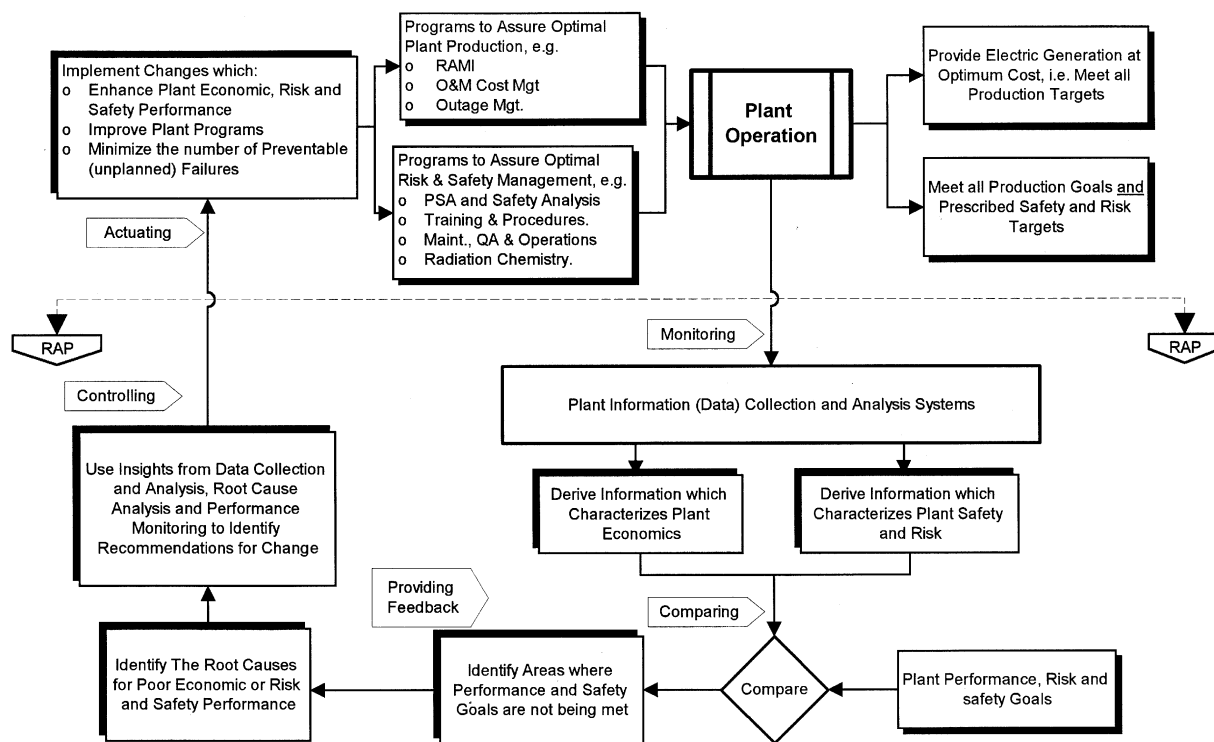 Implement Changes which:
o Enhance Plant Economic, Risk and
Safety Performance
o Improve Plant Programs
o Minimize the number of Preventable
(unplanned) Failures
Programs to Assure Optimal
Plant Production, e.g.
o RAMI
o O&M Cost Mgt
o Outage Mgt.
Programs to Assure Optimal
Risk & Safety Management, e.g.
o PSA and Safety Analysis
o Training & Procedures.
o Maint., QA & Operations
o Radiation Chemistry.
Plant
Operation
Provide Electric Generation at
Optimum Cost, i.e. Meet all
Production Targets
Meet all Production Goals and
Prescribed Safety and Risk
Targets
Actuating
RAP
Monitoring
RAP
Controlling
Plant Information (Data) Collection and Analysis Systems
Use Insights from Data Collection
and Analysis, Root Cause
Analysis and Performance
Monitoring to Identify
Recommendations for Change
Derive Information which
Characterizes Plant
Economics
Derive Information which
Characterizes Plant Safety
and Risk
Providing
Feedback
Comparing
Identify The Root Causes
for Poor Economic or Risk
and Safety Performance
Identify Areas where
Performance and Safety
Goals are not being met
Compare
Plant Performance, Risk and
safety Goals